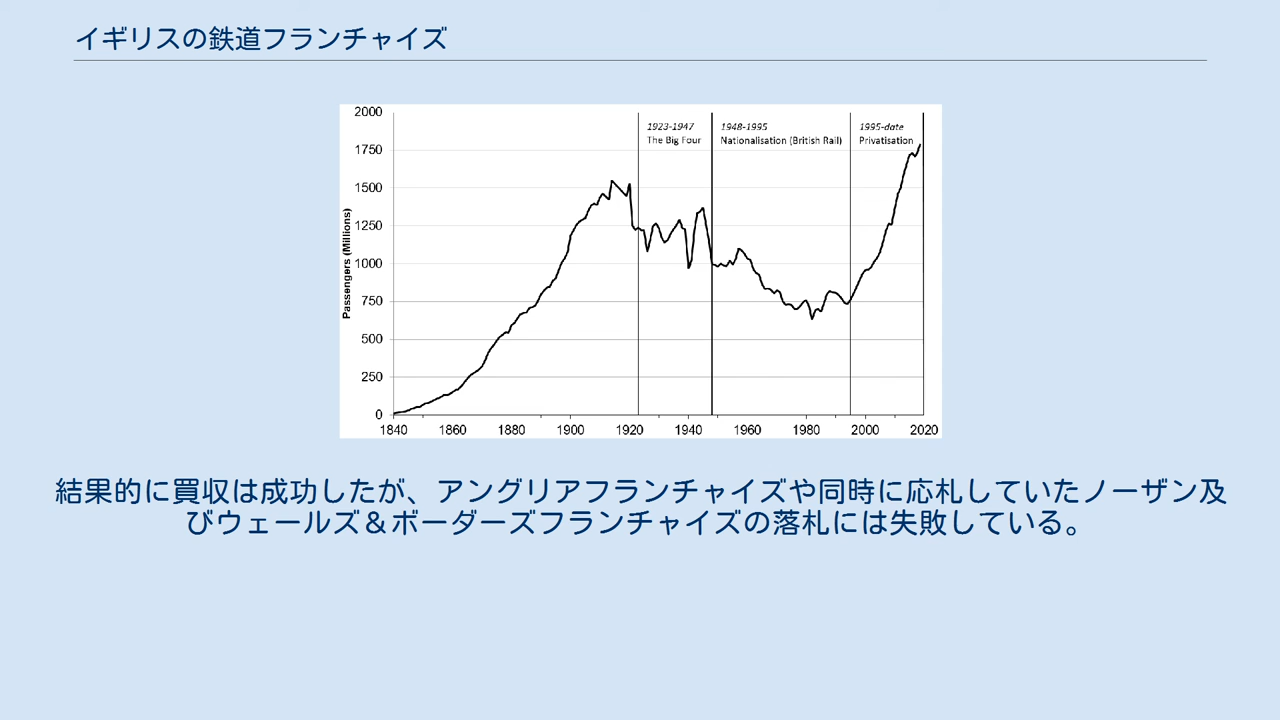 イギリスの鉄道フランチャイズ
2000
1750
1500
1250
1000
750
500
250
0
Passengers (Millions)
1923-1947
The Big Four
1948-1995
Nationalisation (British Rail)
1995-date
Privatisation
1840
1860
1880
1900
1920
1940
1960
1980
2000
2020
結果的に買収は成功したが、アングリアフランチャイズや同時に応札していたノーザン及
びウェールズ＆ボーダーズフランチャイズの落札には失敗している。